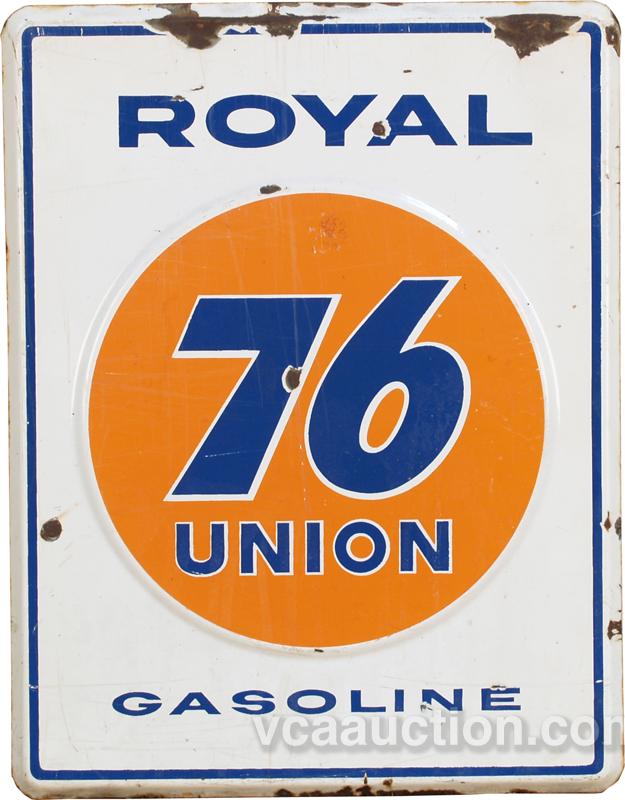 ROYAL
76
UNION
GASOLINE
vcaauction.com